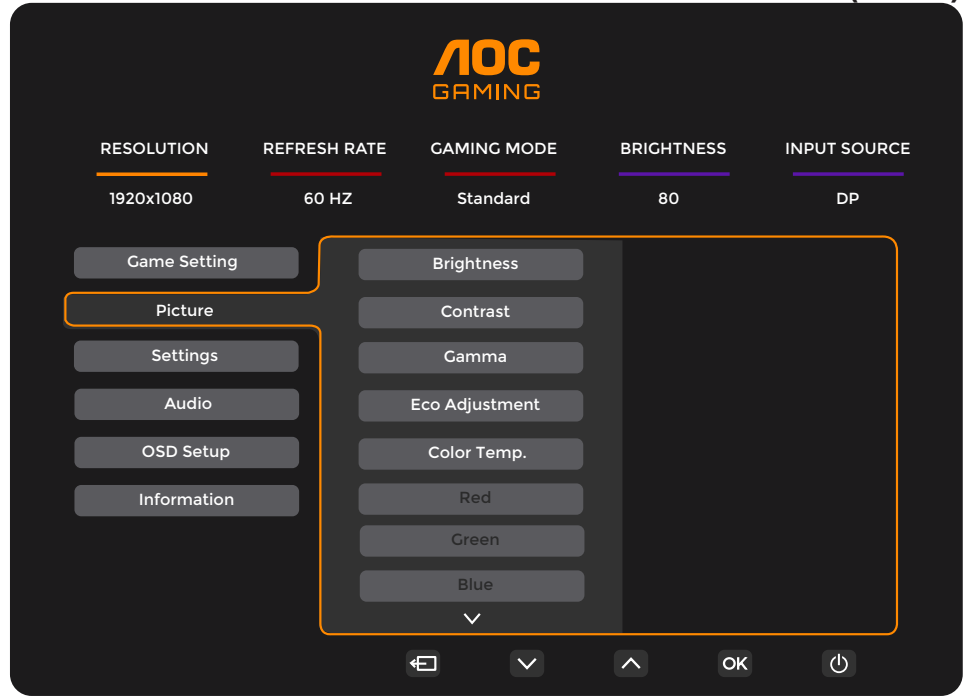 AOC
GAMING
RESOLUTION REFRESH RATE GAMING MODE BRIGHTNESS INPUT SOURCE
1920x1080 60 HZ Standard 80 DP
Game Setting
Picture
Settings
Audio
OSD Setup
Information
Brightness
Contrast
Gamma
Eco Adjustment
Color Temp.
Red
Green
Blue
OK